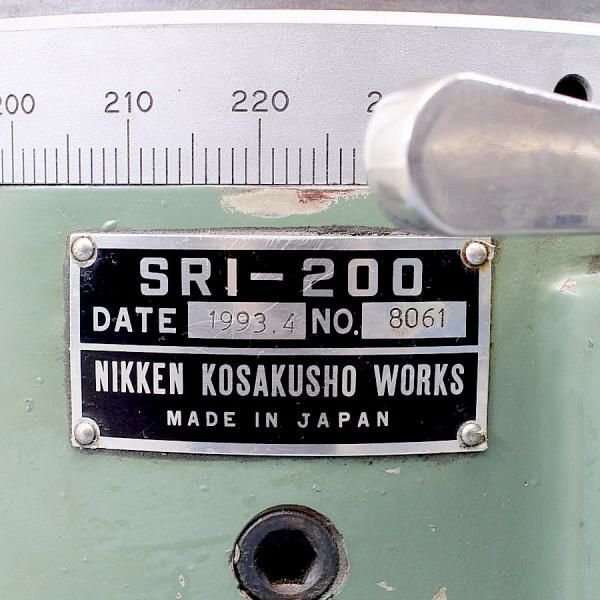 200 210 220
SRI-200
DATE 1993.4 NO. 8061
NIKKEN KOSAKUSHO WORKS
MADE IN JAPAN